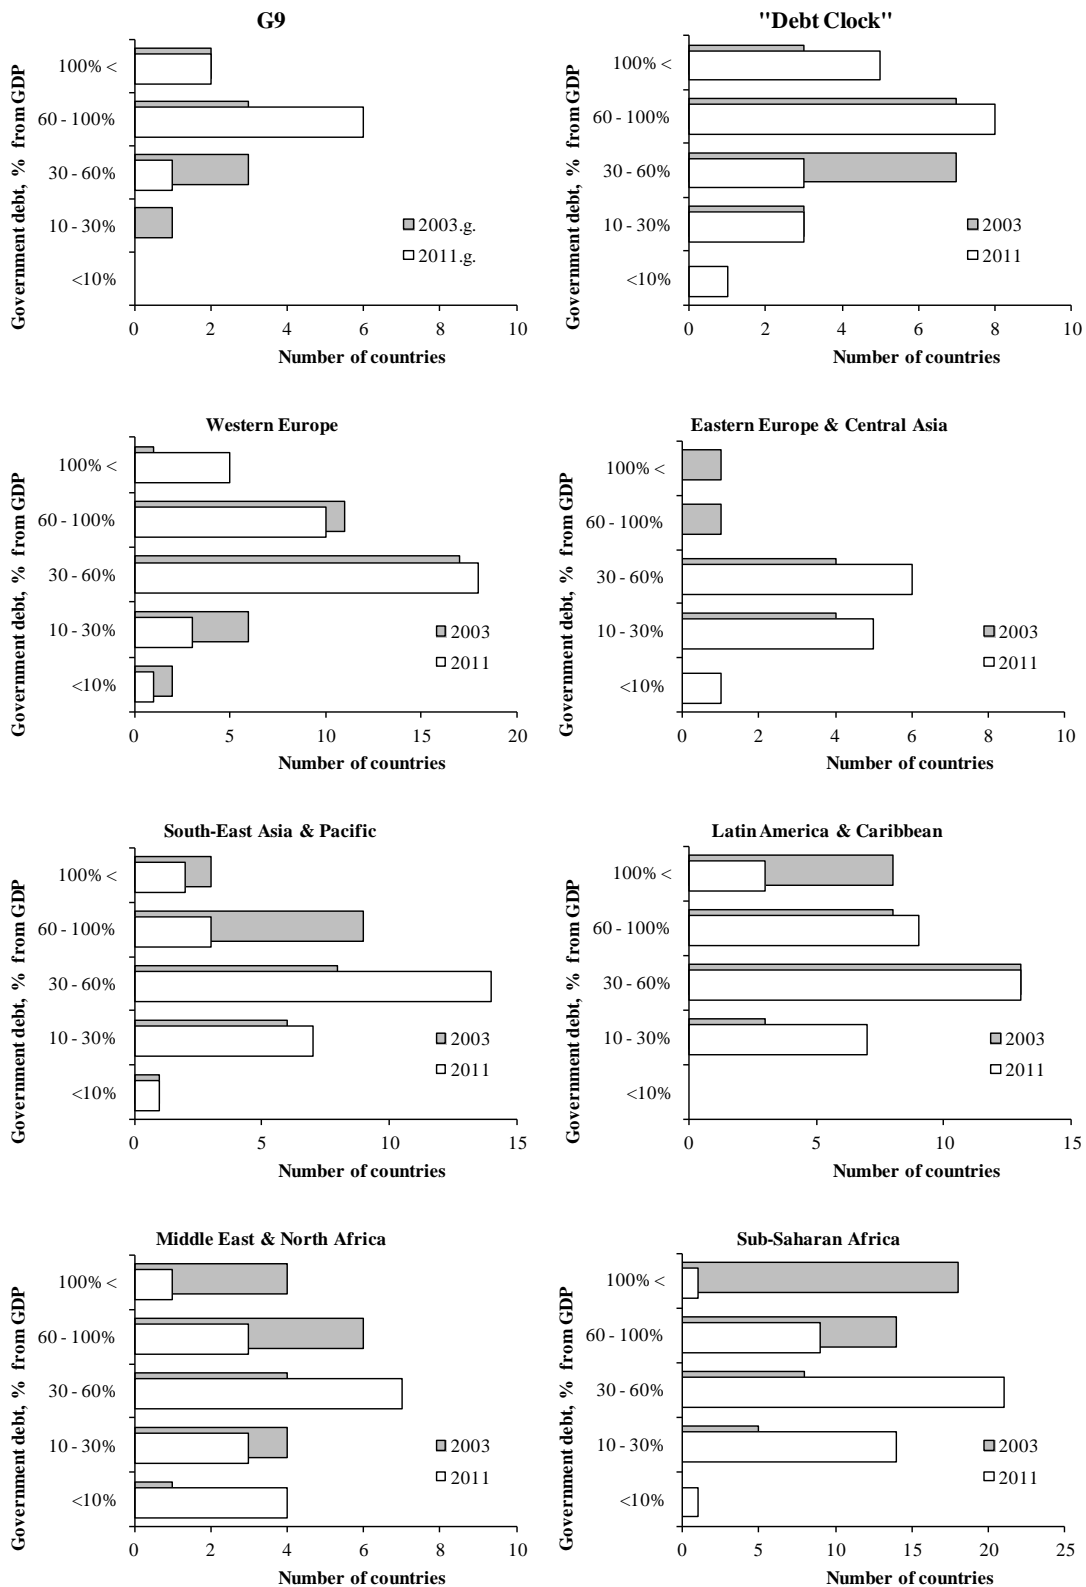 G9
Government debt, % from GDP
100% <
60 - 100%
30 - 60%
10 - 30%
<10%
2003.g.
2011.g.
0 2 4 6 8 10
Number of countries
"Debt Clock"
Government debt, % from GDP
100% <
60 - 100%
30 - 60%
10 - 30%
<10%
2003
2011
0 2 4 6 8 10
Number of countries
Western Europe
Government debt, % from GDP
100% <
60 - 100%
30 - 60%
10 - 30%
<10%
2003
2011
0 5 10 15 20
Number of countries
Eastern Europe & Central Asia
Government debt, % from GDP
100% <
60 - 100%
30 - 60%
10 - 30%
<10%
2003
2011
0 2 4 6 8 10
Number of countries
South-East Asia & Pacific
Government debt, % from GDP
100% <
60 - 100%
30 - 60%
10 - 30%
<10%
2003
2011
0 5 10 15
Number of countries
Latin America & Caribbean
Government debt, % from GDP
100% <
60 - 100%
30 - 60%
10 - 30%
<10%
2003
2011
0 5 10 15
Number of countries
Middle East & North Africa
Government debt, % from GDP
100% <
60 - 100%
30 - 60%
10 - 30%
<10%
2003
2011
0 2 4 6 8 10
Number of countries
Sub-Saharan Africa
Government debt, % from GDP
100% <
60 - 100%
30 - 60%
10 - 30%
<10%
2003
2011
0 5 10 15 20 25
Number of countries